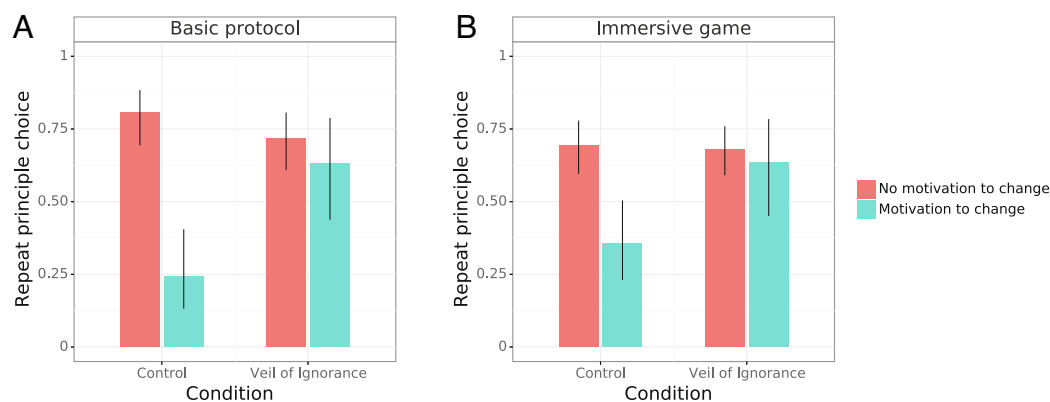 A
Basic protocol
Repeat principle choice
1
0.75
0.50
0.25
0
Control
Veil of Ignorance
Condition
B
Immersive game
Repeat principle choice
1
0.75
0.50
0.25
0
Control
Veil of Ignorance
Condition
No motivation to change
Motivation to change